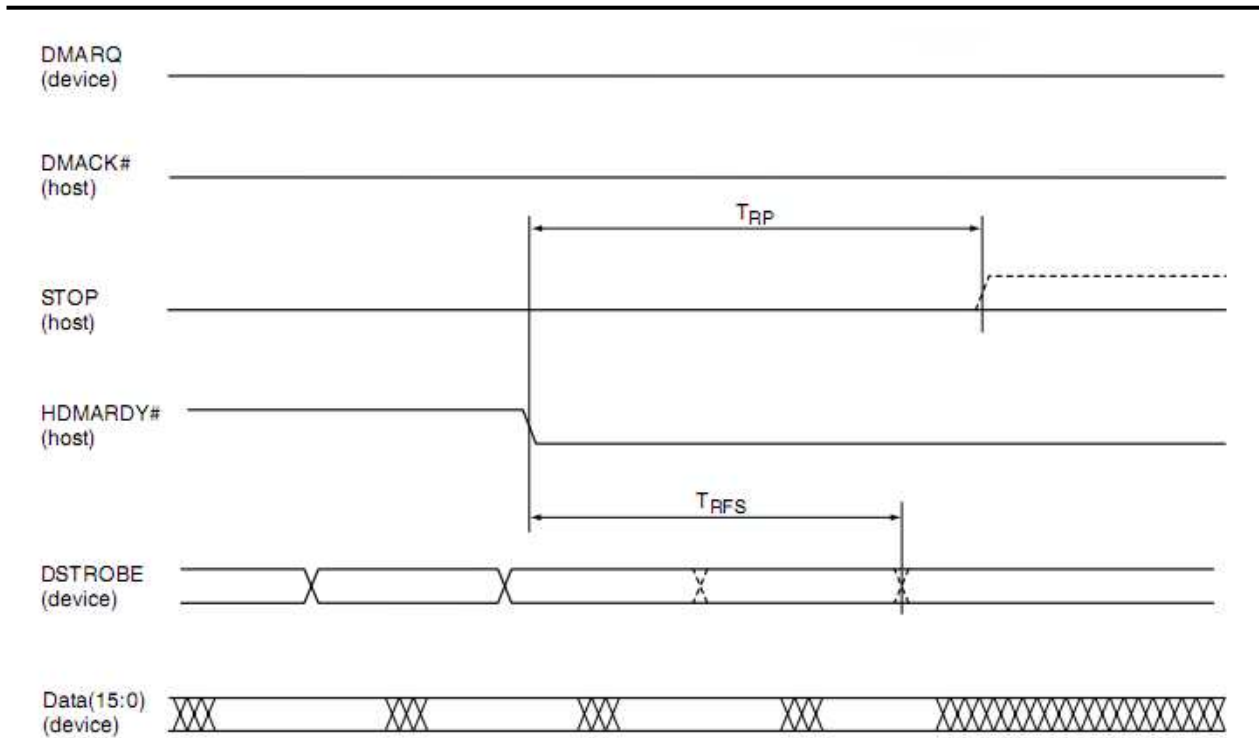 DMARQ
(device)
DMACK#
(host)
TRP
STOP
(host)
HDMARDY#
(host)
TRFS
DSTROBE
(device)
Data(15:0)
(device)